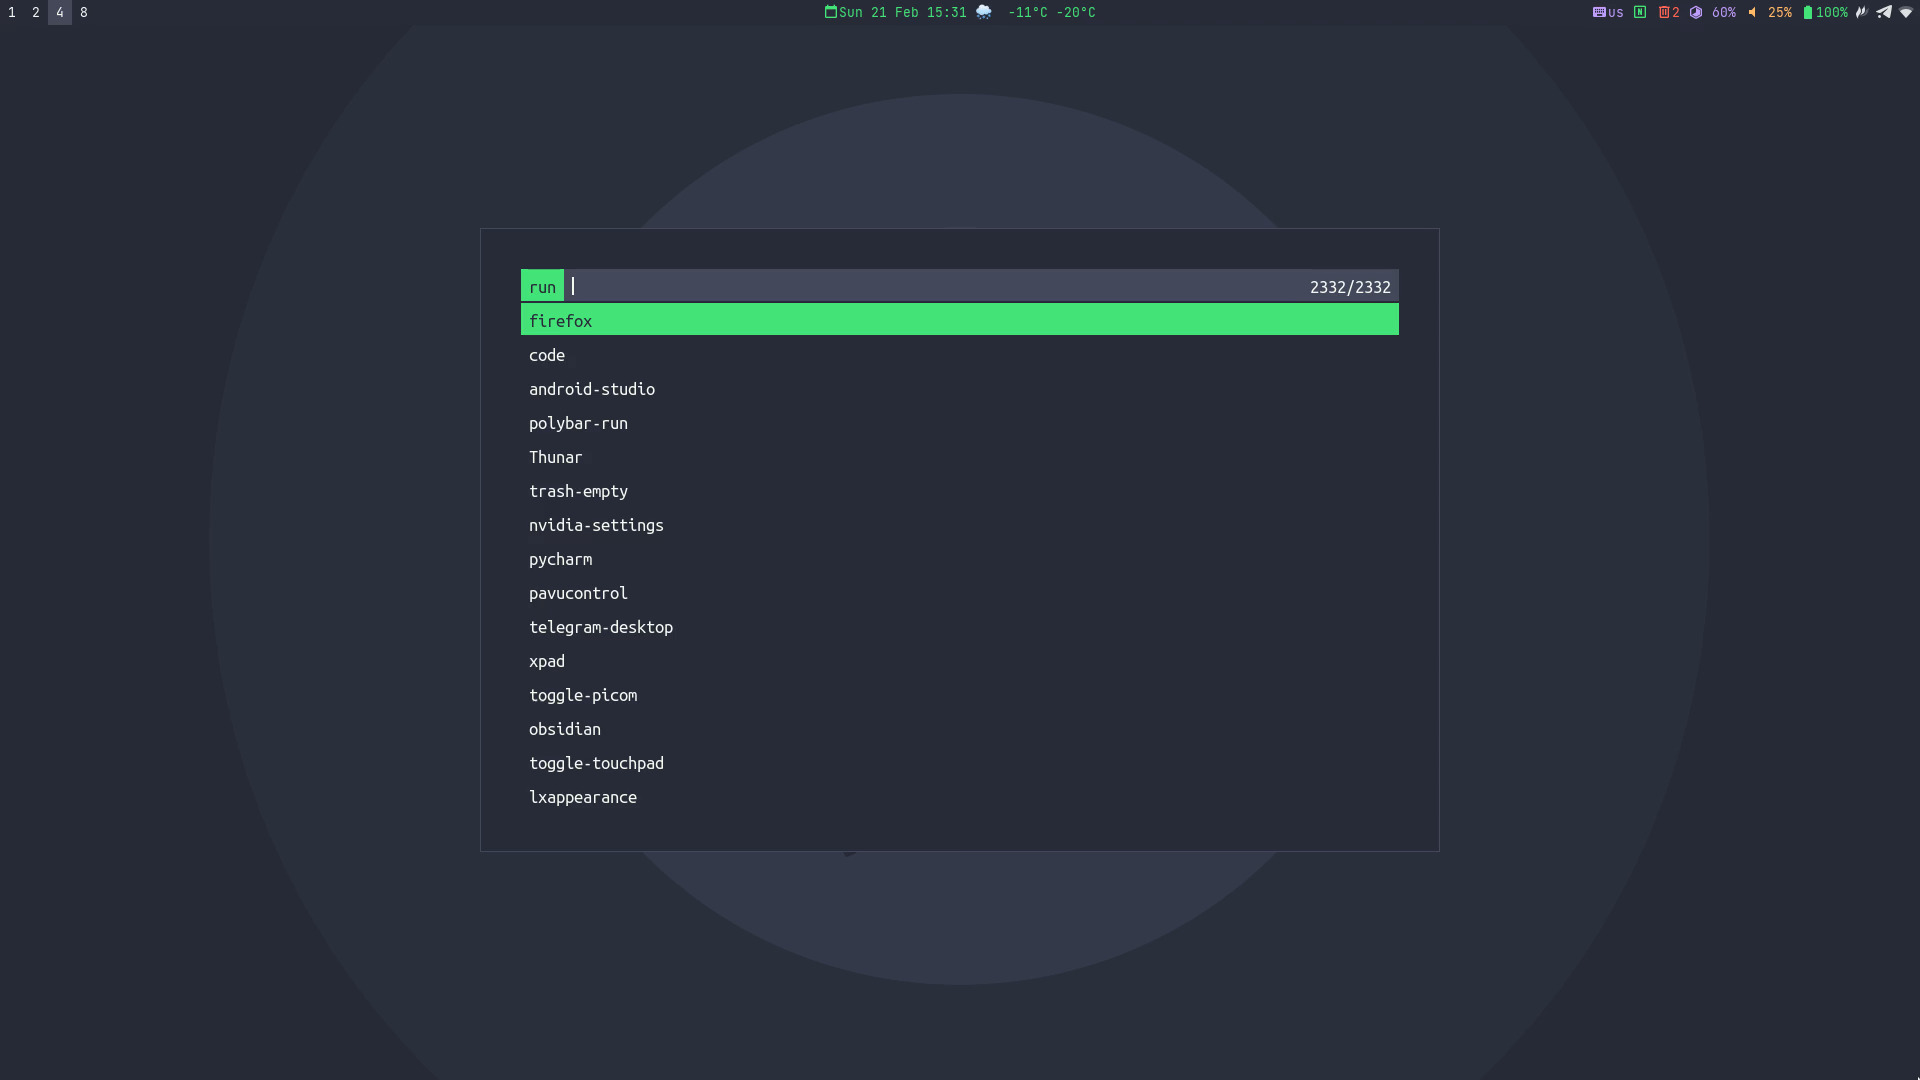 1 2 4 8 Sun 21 Feb 15:31 -11°C -20°C us N 2 60% 25% 100%
run 2332/2332
firefox
code
android-studio
polybar-run
Thunar
trash-empty
nvidia-settings
pycharm
pavucontrol
telegram-desktop
xpad
toggle-picom
obsidian
toggle-touchpad
lxappearance